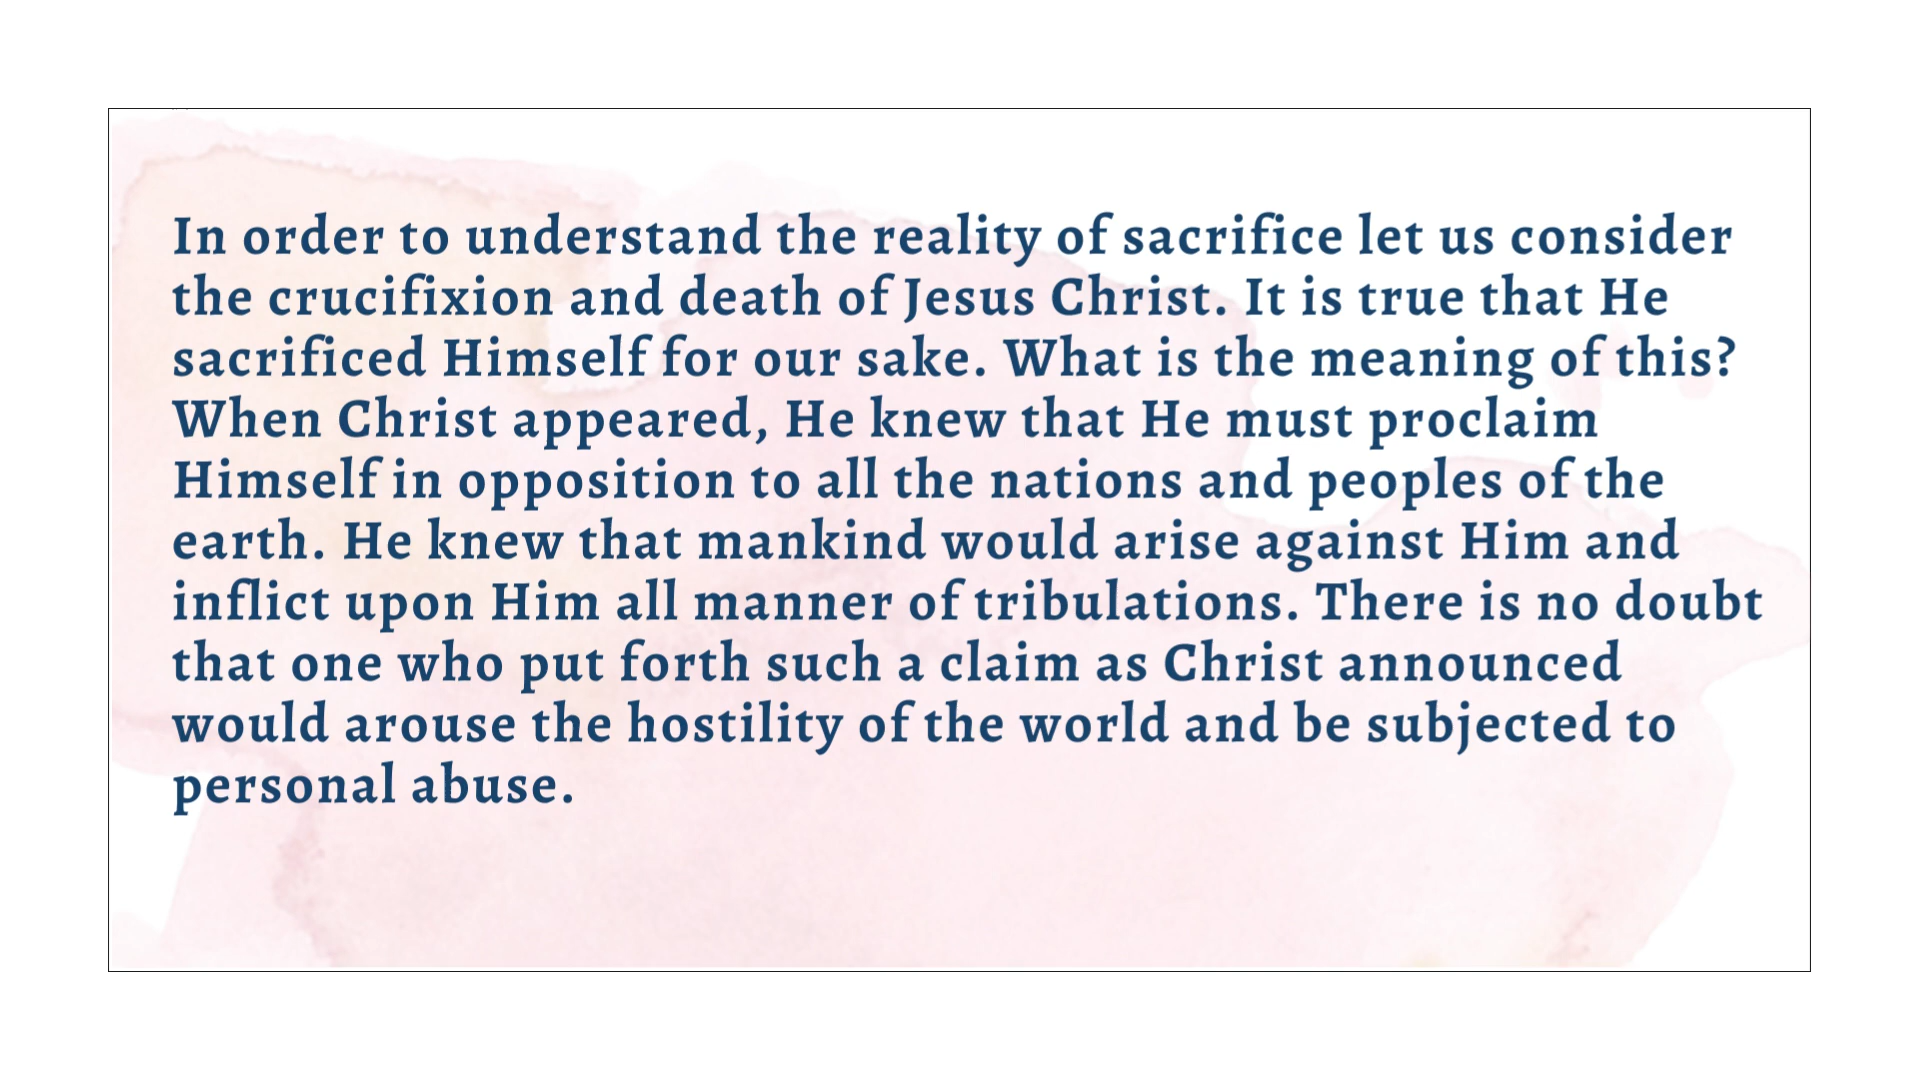 In order to understand the reality of sacrifice let us consider
the crucifixion and death of Jesus Christ. It is true that He
sacrificed Himself for our sake. What is the meaning of this?
When Christ appeared, He knew that He must proclaim
Himself in opposition to all the nations and peoples of the
earth. He knew that mankind would arise against Him and
inflict upon Him all manner of tribulations. There is no doubt
that one who put forth such a claim as Christ announced
would arouse the hostility of the world and be subjected to
personal abuse.